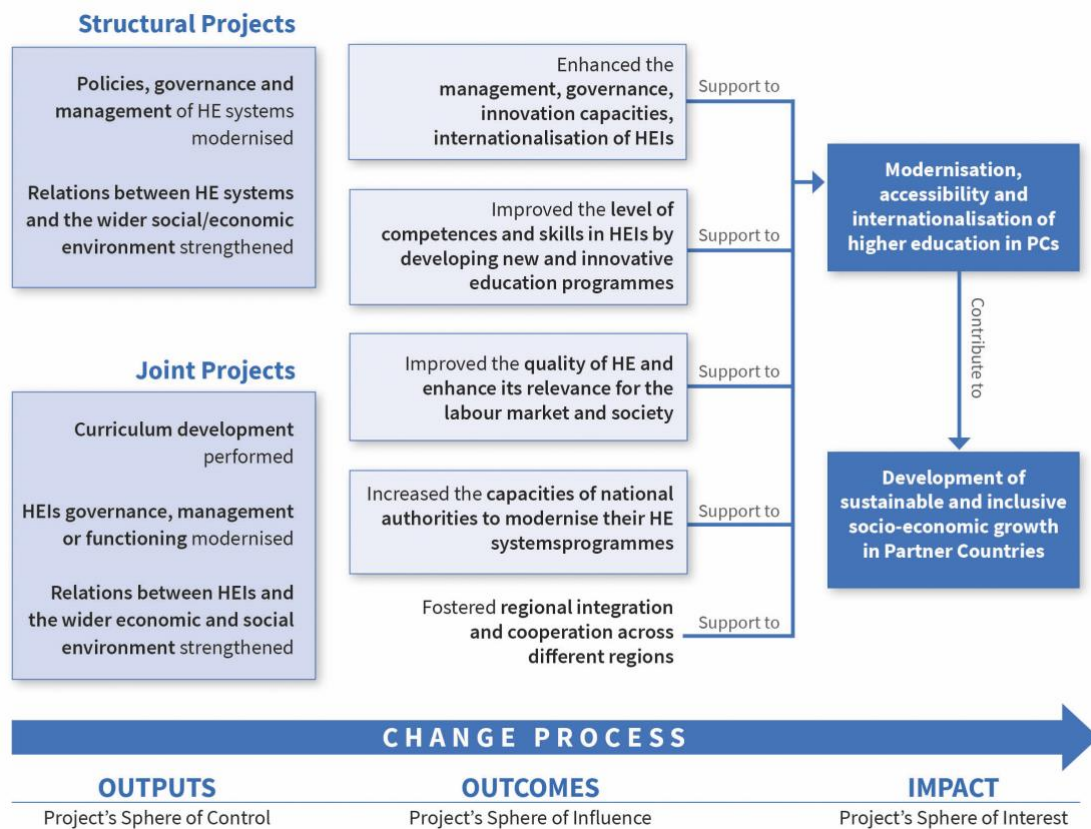 Structural Projects
Policies, governance and
management of HE systems
modernised
Relations between HE systems
and the wider social/economic
environment strengthened
Joint Projects
Curriculum development
performed
HEIs governance, management
or functioning modernised
Relations between HEIs and
the wider economic and social
environment strengthened
Enhanced the
management, governance,
innovation capacities,
internationalisation of HEIs
Support to
Improved the level of
competences and skills in HEIs by
developing new and innovative
education programmes
Support to
Improved the quality of HE and
enhance its relevance for the
labour market and society
Support to
Increased the capacities of national
authorities to modernise their HE
systemsprogrammes
Support to
Fostered regional integration
and cooperation across
different regions
Support to
Modernisation,
accessibility and
internationalisation of
higher education in PCs
Contribute to
Development of
sustainable and inclusive
socio-economic growth
in Partner Countries
CHANGE PROCESS
OUTPUTS
Project's Sphere of Control
OUTCOMES
Project's Sphere of Influence
IMPACT
Project's Sphere of Interest